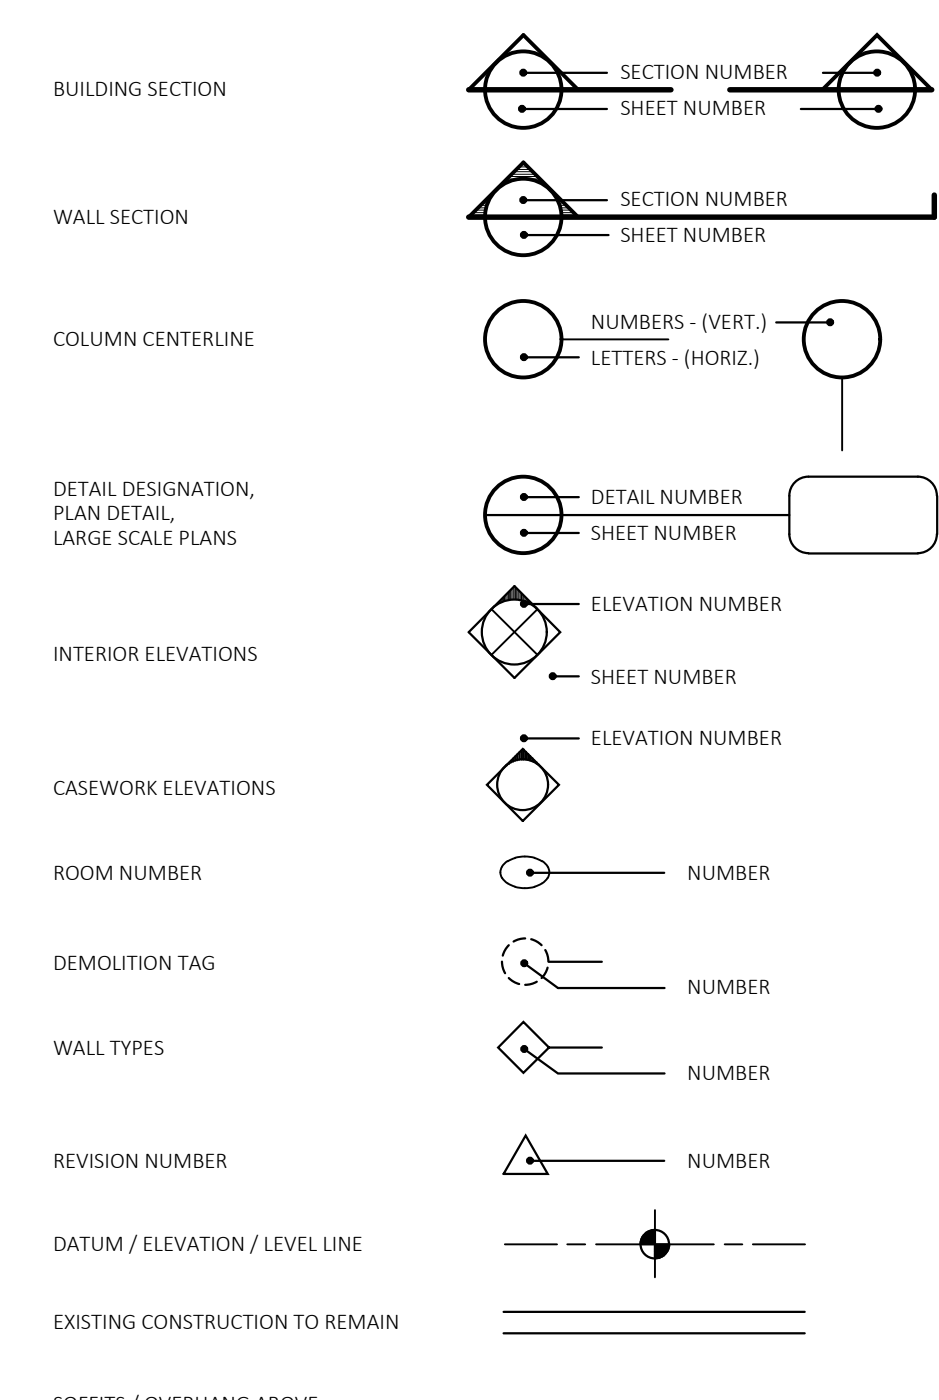 BUILDING SECTION
SECTION NUMBER
SHEET NUMBER
WALL SECTION
SECTION NUMBER
SHEET NUMBER
COLUMN CENTERLINE
NUMBERS - (VERT.)
LETTERS - (HORIZ.)
DETAIL DESIGNATION,
PLAN DETAIL,
LARGE SCALE PLANS
DETAIL NUMBER
SHEET NUMBER
INTERIOR ELEVATIONS
ELEVATION NUMBER
SHEET NUMBER
CASEWORK ELEVATIONS
ELEVATION NUMBER
ROOM NUMBER
NUMBER
DEMOLITION TAG
NUMBER
WALL TYPES
NUMBER
REVISION NUMBER
NUMBER
DATUM / ELEVATION / LEVEL LINE
EXISTING CONSTRUCTION TO REMAIN
SOFFITS / OVERHANG ABOVE